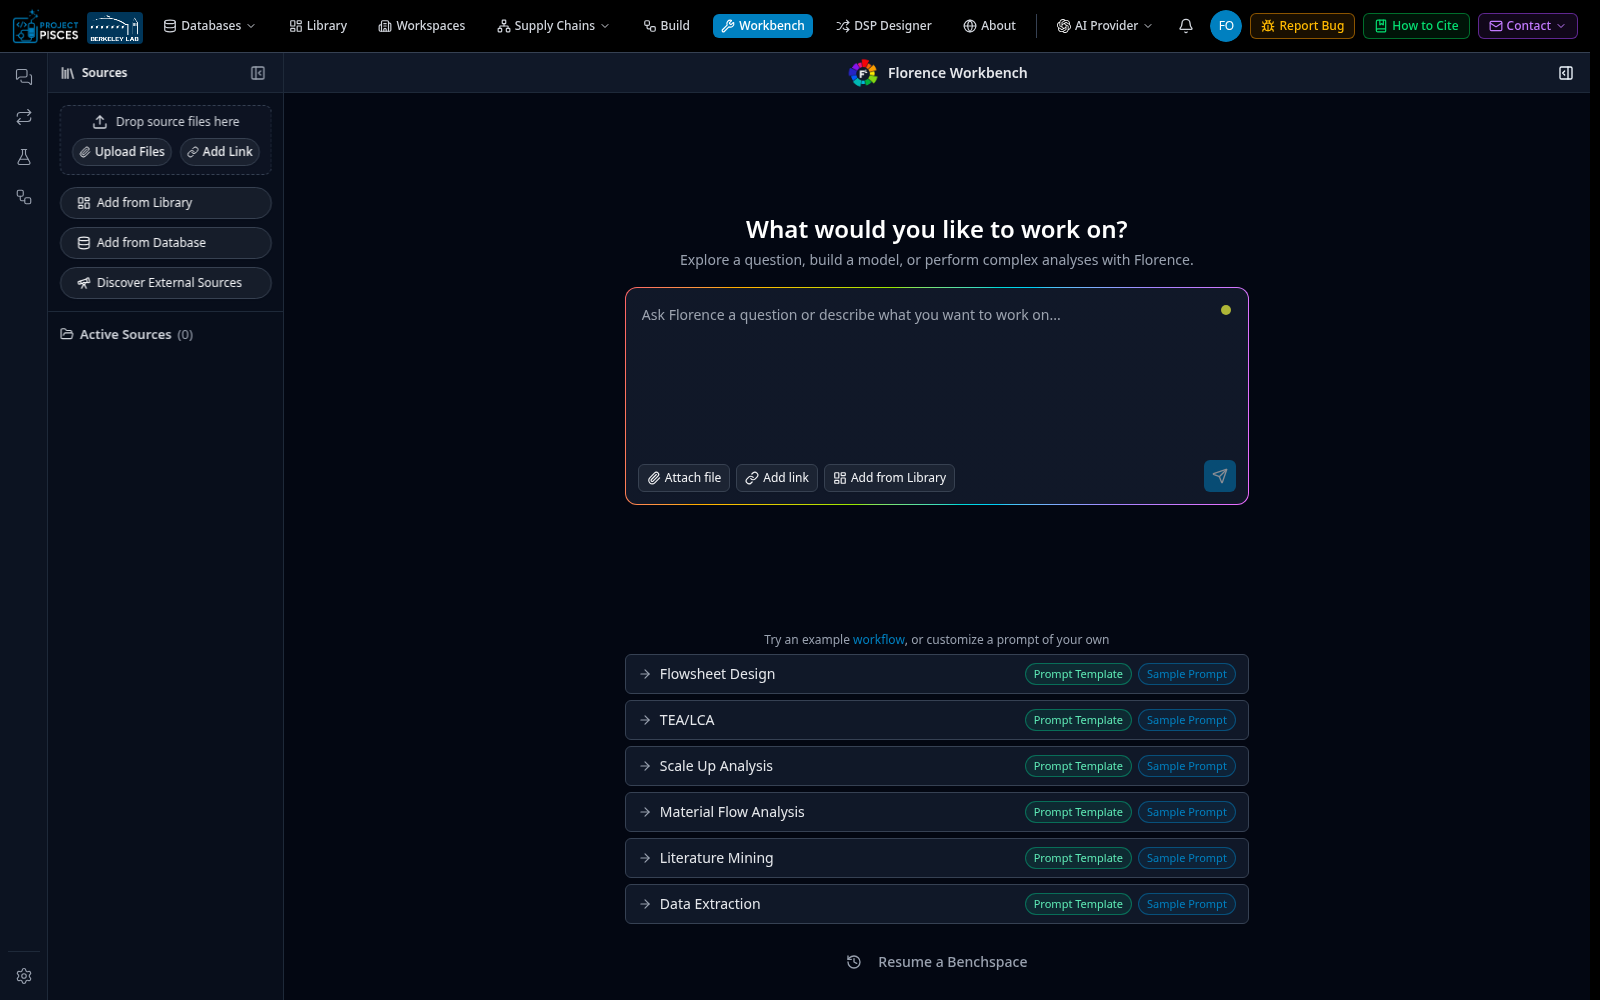 PROJECT PISCES
BERKELEY LAB
Databases
Library
Workspaces
Supply Chains
Build
Workbench
DSP Designer
About
AI Provider
FO
Report Bug
How to Cite
Contact
Sources
Florence Workbench
Drop source files here
Upload Files
Add Link
Add from Library
Add from Database
Discover External Sources
Active Sources (0)
What would you like to work on?
Explore a question, build a model, or perform complex analyses with Florence.
Ask Florence a question or describe what you want to work on...
Attach file
Add link
Add from Library
Try an example workflow, or customize a prompt of your own
Flowsheet Design Prompt Template Sample Prompt
TEA/LCA Prompt Template Sample Prompt
Scale Up Analysis Prompt Template Sample Prompt
Material Flow Analysis Prompt Template Sample Prompt
Literature Mining Prompt Template Sample Prompt
Data Extraction Prompt Template Sample Prompt
Resume a Benchspace